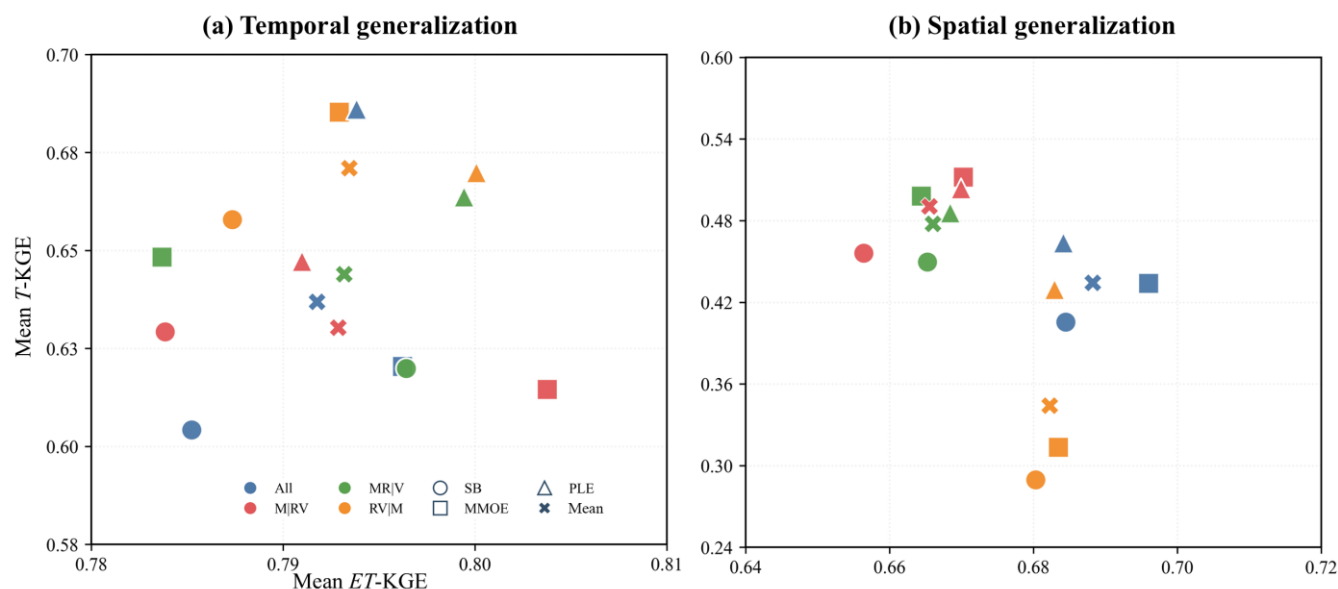 (a) Temporal generalization
(b) Spatial generalization
Mean T-KGE
0.70
0.68
0.65
0.63
0.60
0.58
All
MR|V
SB
PLE
M|RV
RV|M
MMOE
Mean
0.78
0.79
0.80
0.81
Mean ET-KGE
0.60
0.54
0.48
0.42
0.36
0.30
0.24
0.64
0.66
0.68
0.70
0.72